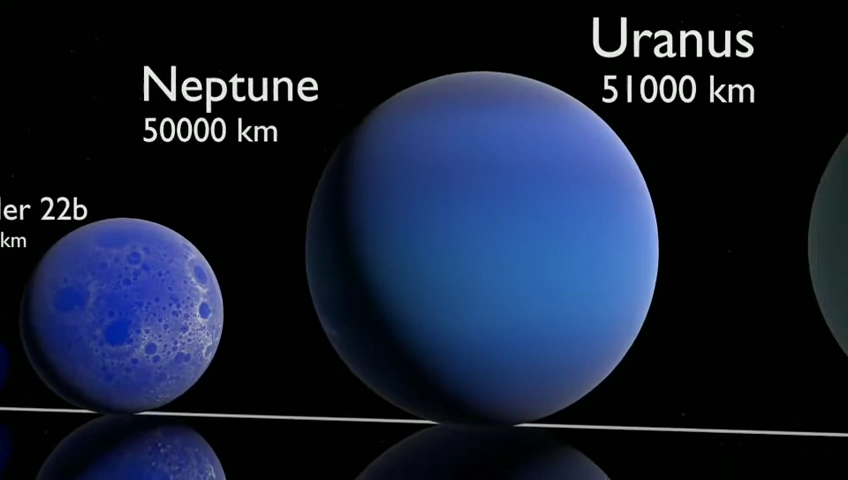 Uranus
51000 km
Neptune
50000 km
ler 22b
km